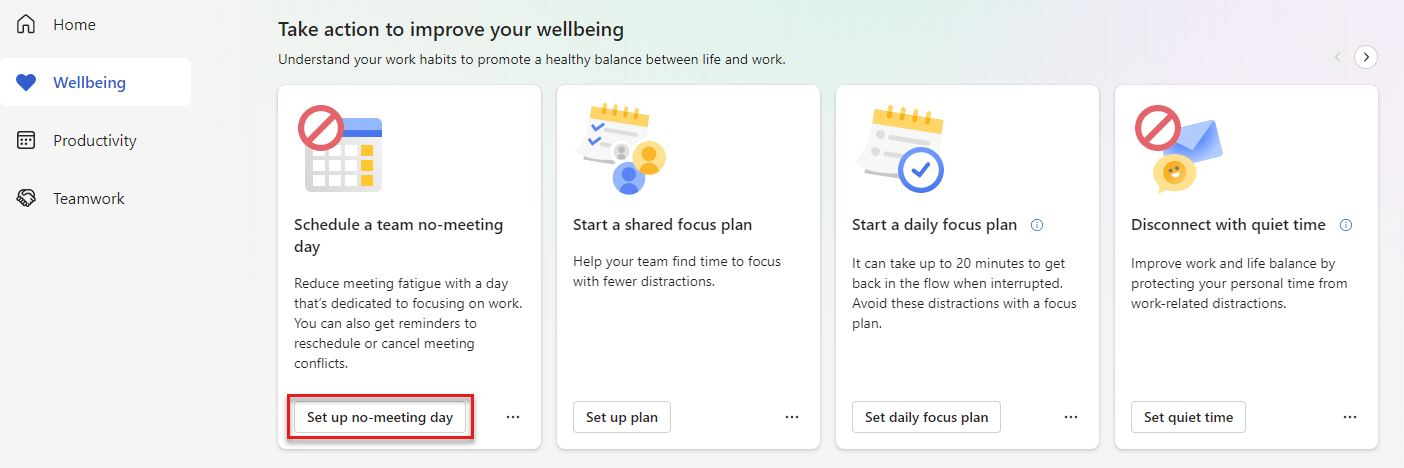 Home
Wellbeing
Productivity
Teamwork
Take action to improve your wellbeing
Understand your work habits to promote a healthy balance between life and work.
Schedule a team no-meeting
day
Reduce meeting fatigue with a day
that's dedicated to focusing on work.
You can also get reminders to
reschedule or cancel meeting
conflicts.
Set up no-meeting day
Start a shared focus plan
Help your team find time to focus
with fewer distractions.
Set up plan
Start a daily focus plan
It can take up to 20 minutes to get
back in the flow when interrupted.
Avoid these distractions with a focus
plan.
Set daily focus plan
Disconnect with quiet time
Improve work and life balance by
protecting your personal time from
work-related distractions.
Set quiet time